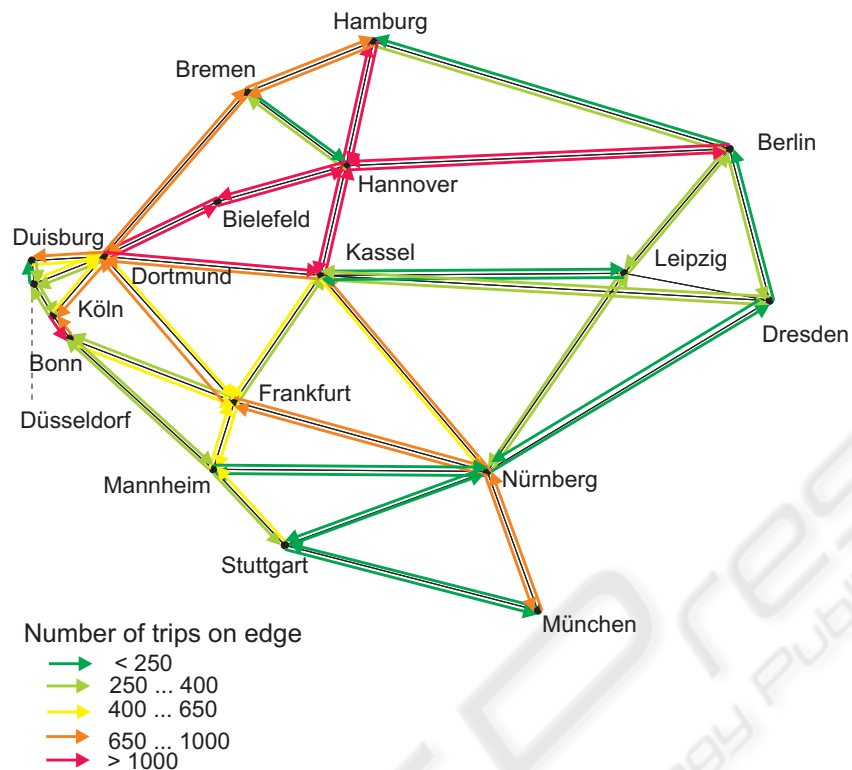 Hamburg
Bremen
Berlin
Hannover
Bielefeld
Duisburg
Kassel
Leipzig
Dortmund
Köln
Dresden
Bonn
Frankfurt
Düsseldorf
Mannheim
Nürnberg
Stuttgart
München
Number of trips on edge
< 250
250 ... 400
400 ... 650
650 ... 1000
> 1000